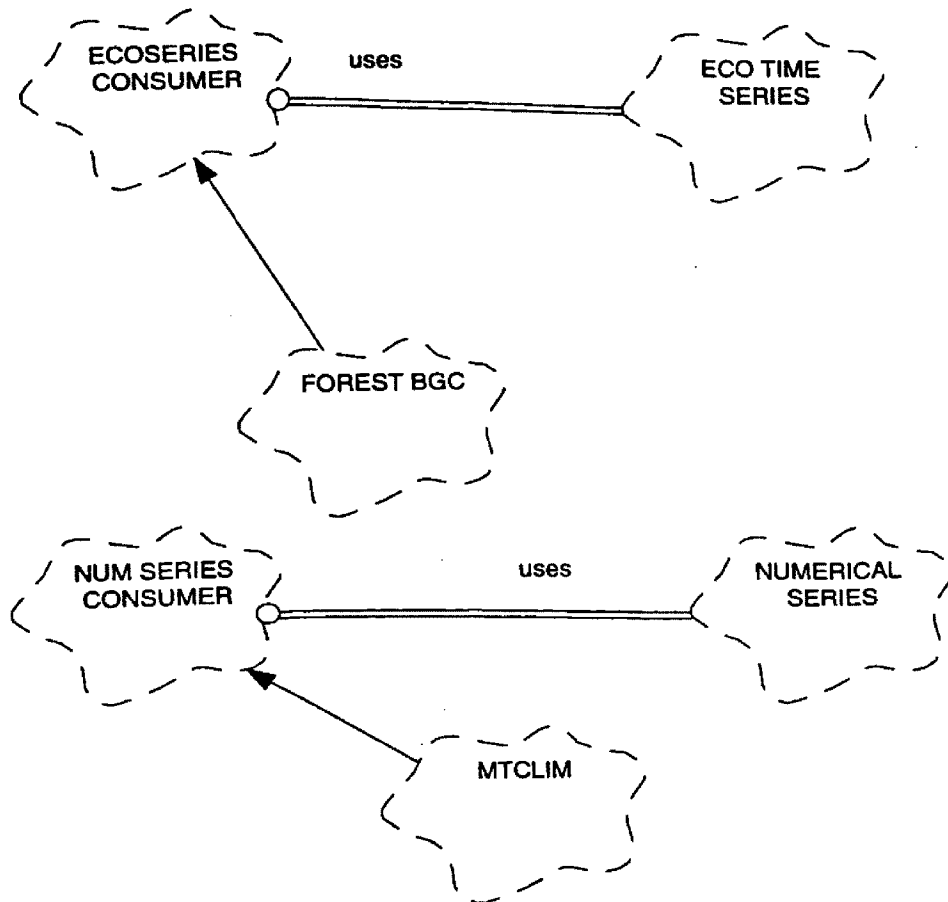 ECOSERIES
CONSUMER
uses
ECO TIME
SERIES
FOREST BGC
NUM SERIES
CONSUMER
uses
NUMERICAL
SERIES
MTCLIM